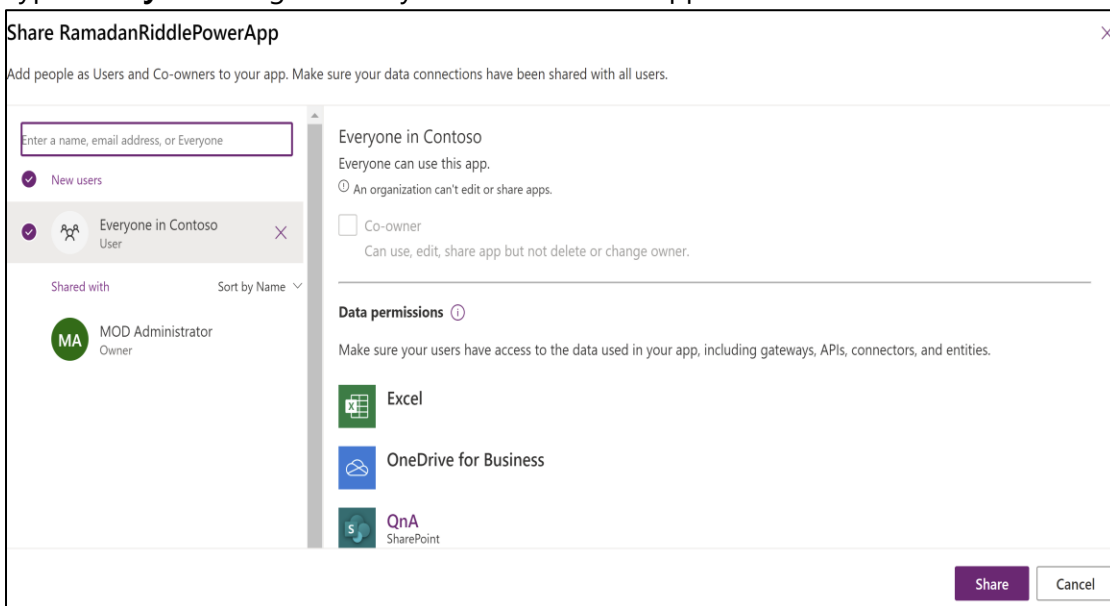 Share RamadanRiddlePowerApp
Add people as Users and Co-owners to your app. Make sure your data connections have been shared with all users.
Enter a name, email address, or Everyone
New users
Everyone in Contoso
User
Shared with
Sort by Name
MA
MOD Administrator
Owner
Everyone in Contoso
Everyone can use this app.
An organization can't edit or share apps.
Co-owner
Can use, edit, share app but not delete or change owner.
Data permissions
Make sure your users have access to the data used in your app, including gateways, APIs, connectors, and entities.
Excel
OneDrive for Business
QnA
SharePoint
Share
Cancel